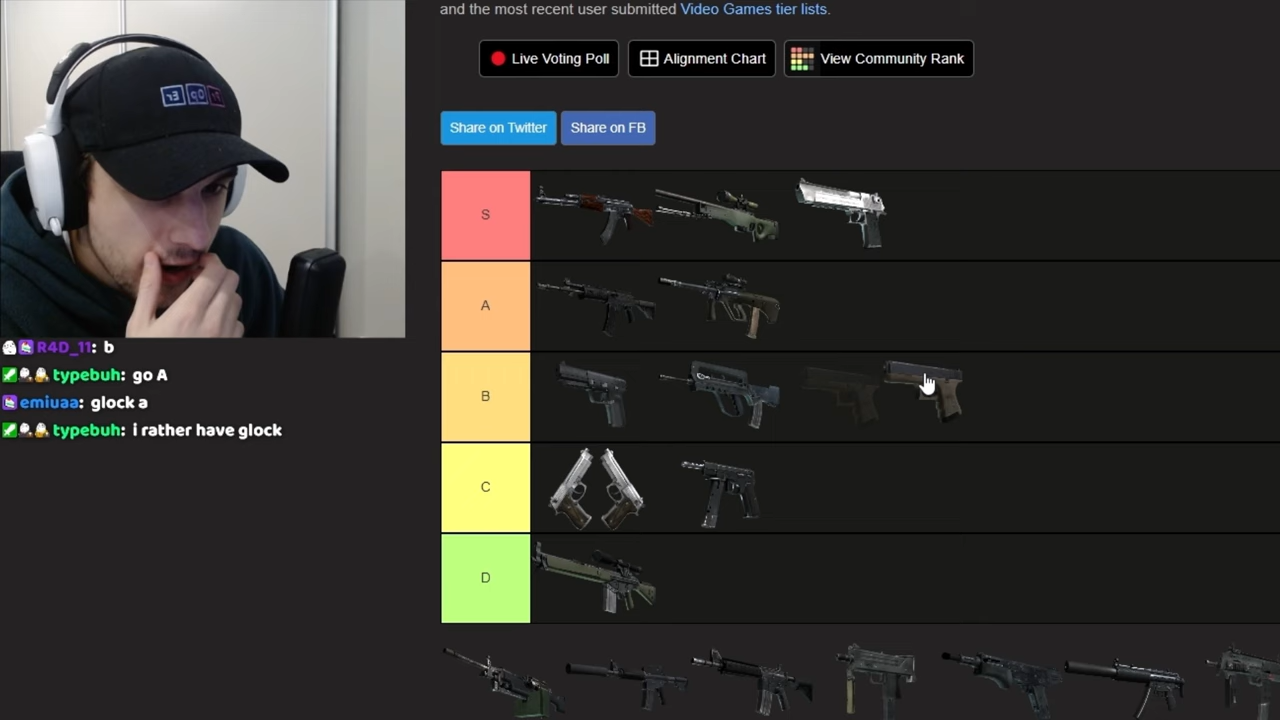 and the most recent user submitted Video Games tier lists.
Live Voting Poll
Alignment Chart
View Community Rank
Share on Twitter
Share on FB
S
A
B
C
D
R4D_11: b
typebuh: go A
emiuaa: glock a
typebuh: i rather have glock